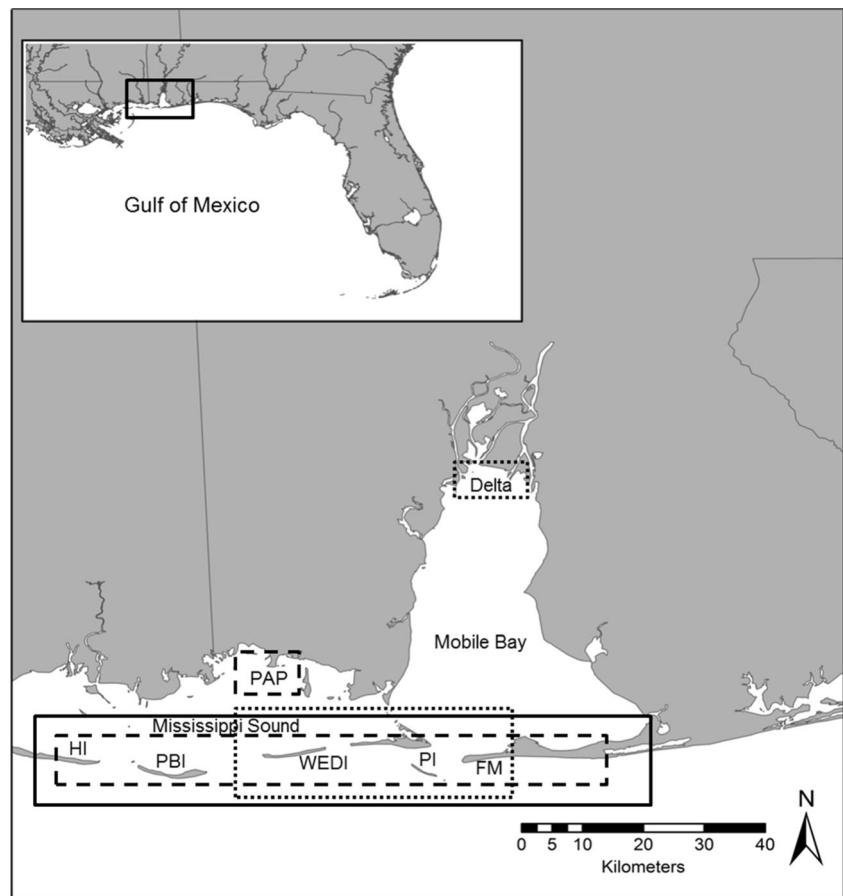 Gulf of Mexico
Delta
Mobile Bay
PAP
Mississippi Sound
HI
PBI
WEDI
PI
FM
N
0 5 10 20 30 40
Kilometers